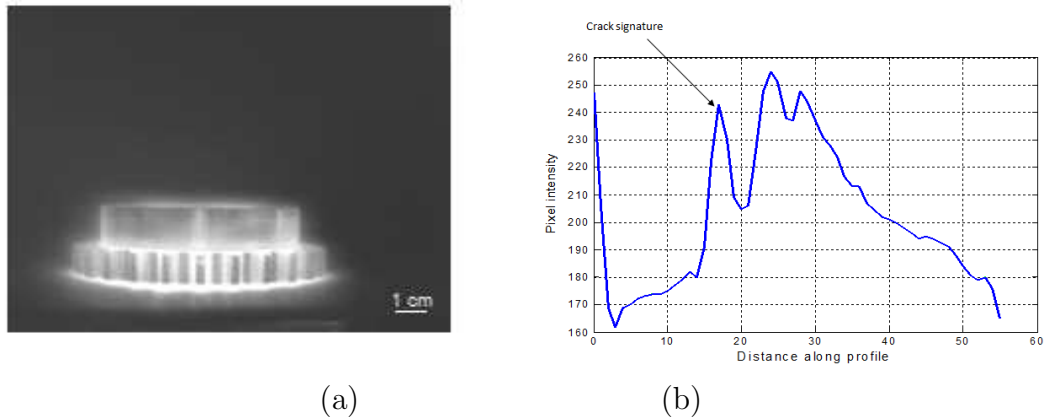 1 cm
Crack signature
260
250
240
230
220
210
200
190
180
170
160
Pixel intensity
0 10 20 30 40 50 60
Distance along profile
(a) (b)